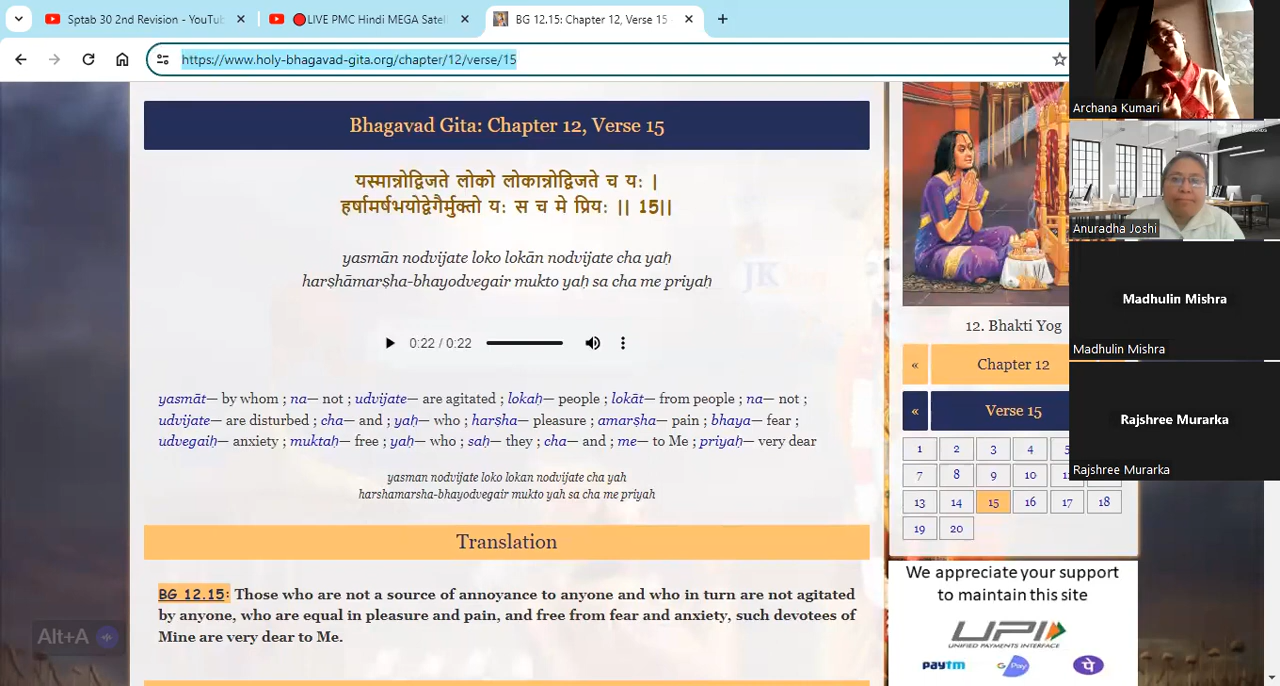 Sptab 30 2nd Revision - YouTu
LIVE PMC Hindi MEGA Satel
BG 12.15: Chapter 12, Verse 15
https://www.holy-bhagavad-gita.org/chapter/12/verse/15
Bhagavad Gita: Chapter 12, Verse 15
यस्मान्नोद्विजते लोको लोकान्नोद्विजते च य: |
हर्षामर्षभयोद्वेगैर्मुक्तो य: स च मे प्रिय: || 15||
yasmān nodvijate loko lokān nodvijate cha yaḥ
harṣhāmarṣha-bhayodvegair mukto yaḥ sa cha me priyaḥ
JK
0:22 / 0:22
yasmāt— by whom ; na— not ; udvijate— are agitated ; lokaḥ— people ; lokāt— from people ; na— not ;
udvijate— are disturbed ; cha— and ; yaḥ— who ; harṣha— pleasure ; amarṣha— pain ; bhaya— fear ;
udvegaiḥ— anxiety ; muktaḥ— free ; yaḥ— who ; saḥ— they ; cha— and ; me— to Me ; priyaḥ— very dear
yasman nodvijate loko lokan nodvijate cha yah
harshamarsha-bhayodvegair mukto yah sa cha me priyah
Translation
BG 12.15: Those who are not a source of annoyance to anyone and who in turn are not agitated
by anyone, who are equal in pleasure and pain, and free from fear and anxiety, such devotees of
Mine are very dear to Me.
Alt+A
12. Bhakti Yog
« Chapter 12
« Verse 15
1 2 3 4 5
7 8 9 10 11
13 14 15 16 17 18
19 20
We appreciate your support
to maintain this site
UPI
UNIFIED PAYMENTS INTERFACE
paytm G Pay
Archana Kumari
Anuradha Joshi
Madhulin Mishra
Madhulin Mishra
Rajshree Murarka
Rajshree Murarka